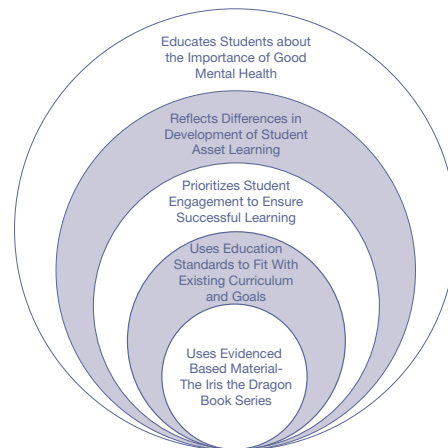 Educates Students about
the Importance of Good
Mental Health
Reflects Differences in
Development of Student
Asset Learning
Prioritizes Student
Engagement to Ensure
Successful Learning
Uses Education
Standards to Fit With
Existing Curriculum
and Goals
Uses Evidenced
Based Material-
The Iris the Dragon
Book Series